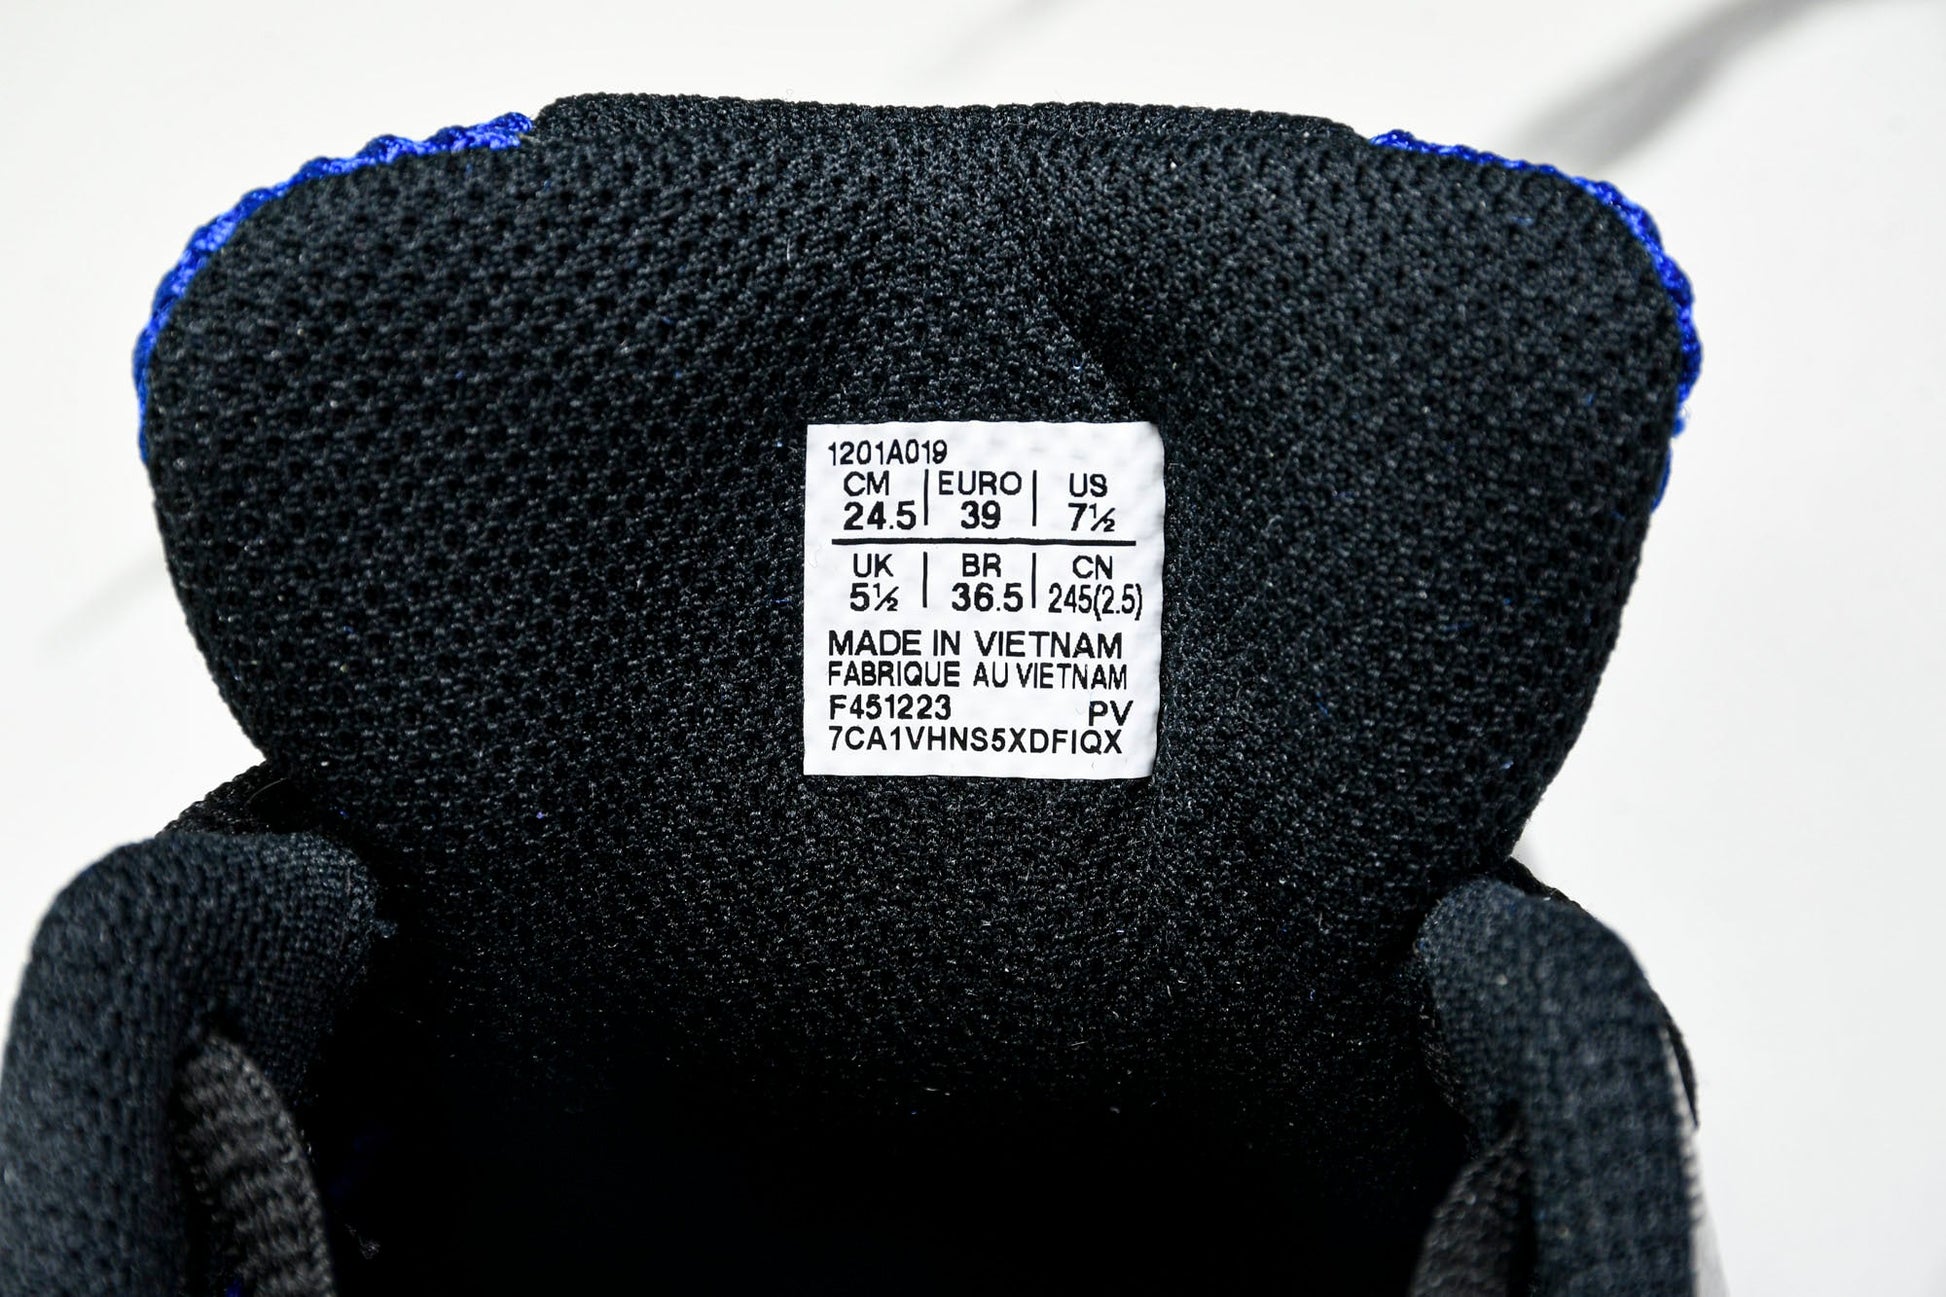 1201A019
CM | EURO | US
24.5 | 39 | 7½
UK | BR | CN
5½ | 36.5 | 245(2.5)
MADE IN VIETNAM
FABRIQUE AU VIETNAM
F451223 PV
7CA1VHNS5XDFIQX